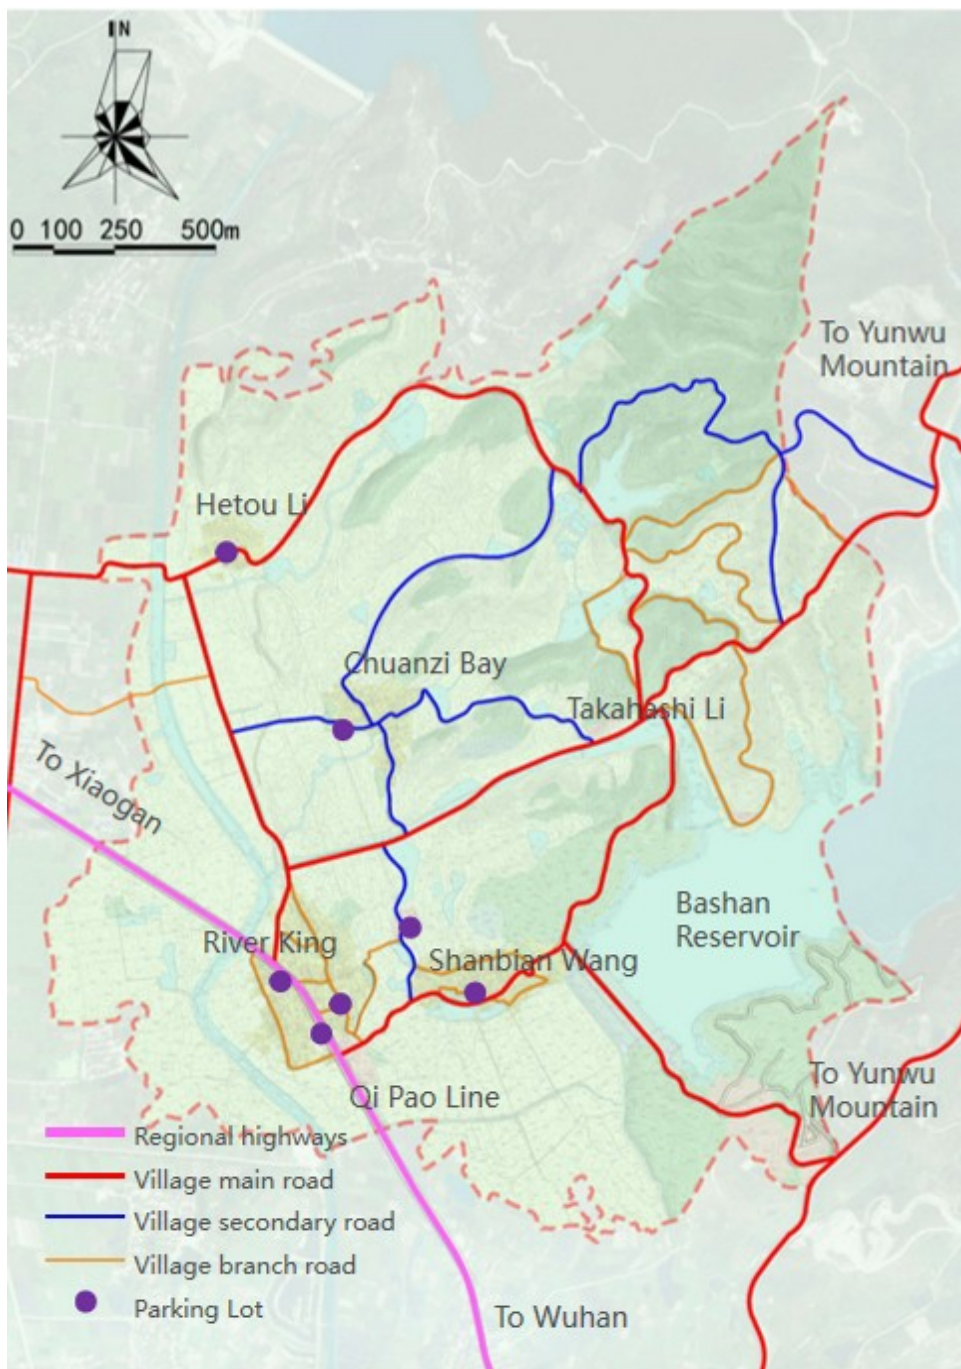 N
0 100 250 500m
To Yunwu
Mountain
Hetou Li
Chuanzi Bay
Takahashi Li
To Xiaogan
Bashan
Reservoir
River King
Shanbian Wang
To Yunwu
Mountain
Qi Pao Line
Regional highways
Village main road
Village secondary road
Village branch road
Parking Lot
To Wuhan